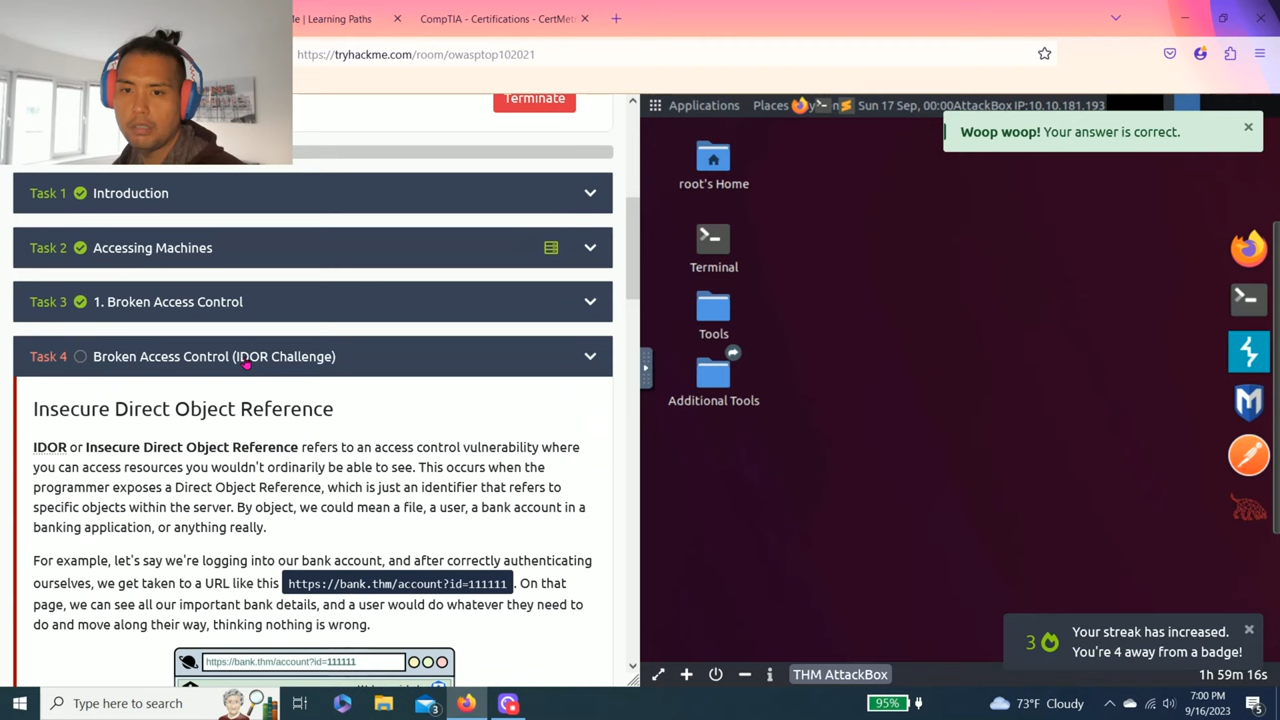 Me | Learning Paths
CompTIA - Certifications - CertMet
https://tryhackme.com/room/owasptop102021
Terminate
Applications Places Sun 17 Sep, 00:00 AttackBox IP:10.10.181.193
Woop woop! Your answer is correct.
Task 1 Introduction
Task 2 Accessing Machines
Task 3 1. Broken Access Control
Task 4 Broken Access Control (IDOR Challenge)
Insecure Direct Object Reference
IDOR or Insecure Direct Object Reference refers to an access control vulnerability where
you can access resources you wouldn't ordinarily be able to see. This occurs when the
programmer exposes a Direct Object Reference, which is just an identifier that refers to
specific objects within the server. By object, we could mean a file, a user, a bank account in a
banking application, or anything really.
For example, let's say we're logging into our bank account, and after correctly authenticating
ourselves, we get taken to a URL like this https://bank.thm/account?id=111111 . On that
page, we can see all our important bank details, and a user would do whatever they need to
do and move along their way, thinking nothing is wrong.
https://bank.thm/account?id=111111
root's Home
Terminal
Tools
Additional Tools
3 Your streak has increased.
You're 4 away from a badge!
THM AttackBox
1h 59m 16s
Type here to search
3
95%
73°F Cloudy
7:00 PM
9/16/2023
5